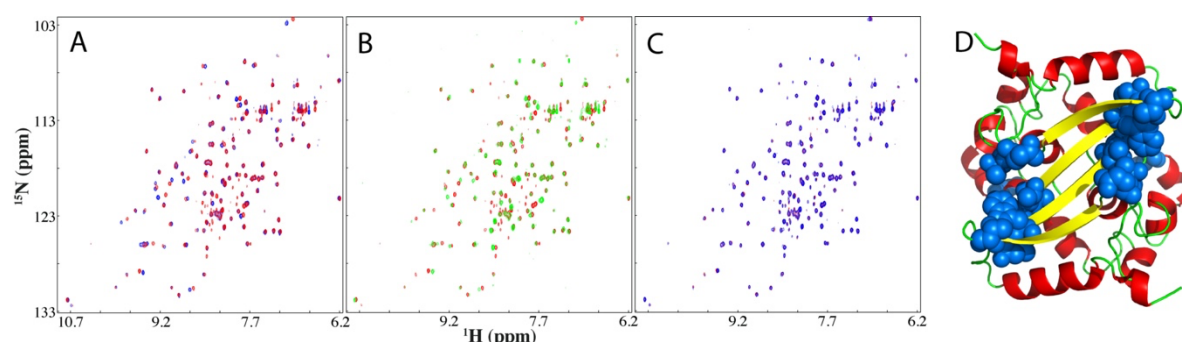 A
B
C
D
103
113
123
133
¹⁵N (ppm)
10.7 9.2 7.7 6.2
9.2 7.7 6.2
9.2 7.7 6.2
¹H (ppm)